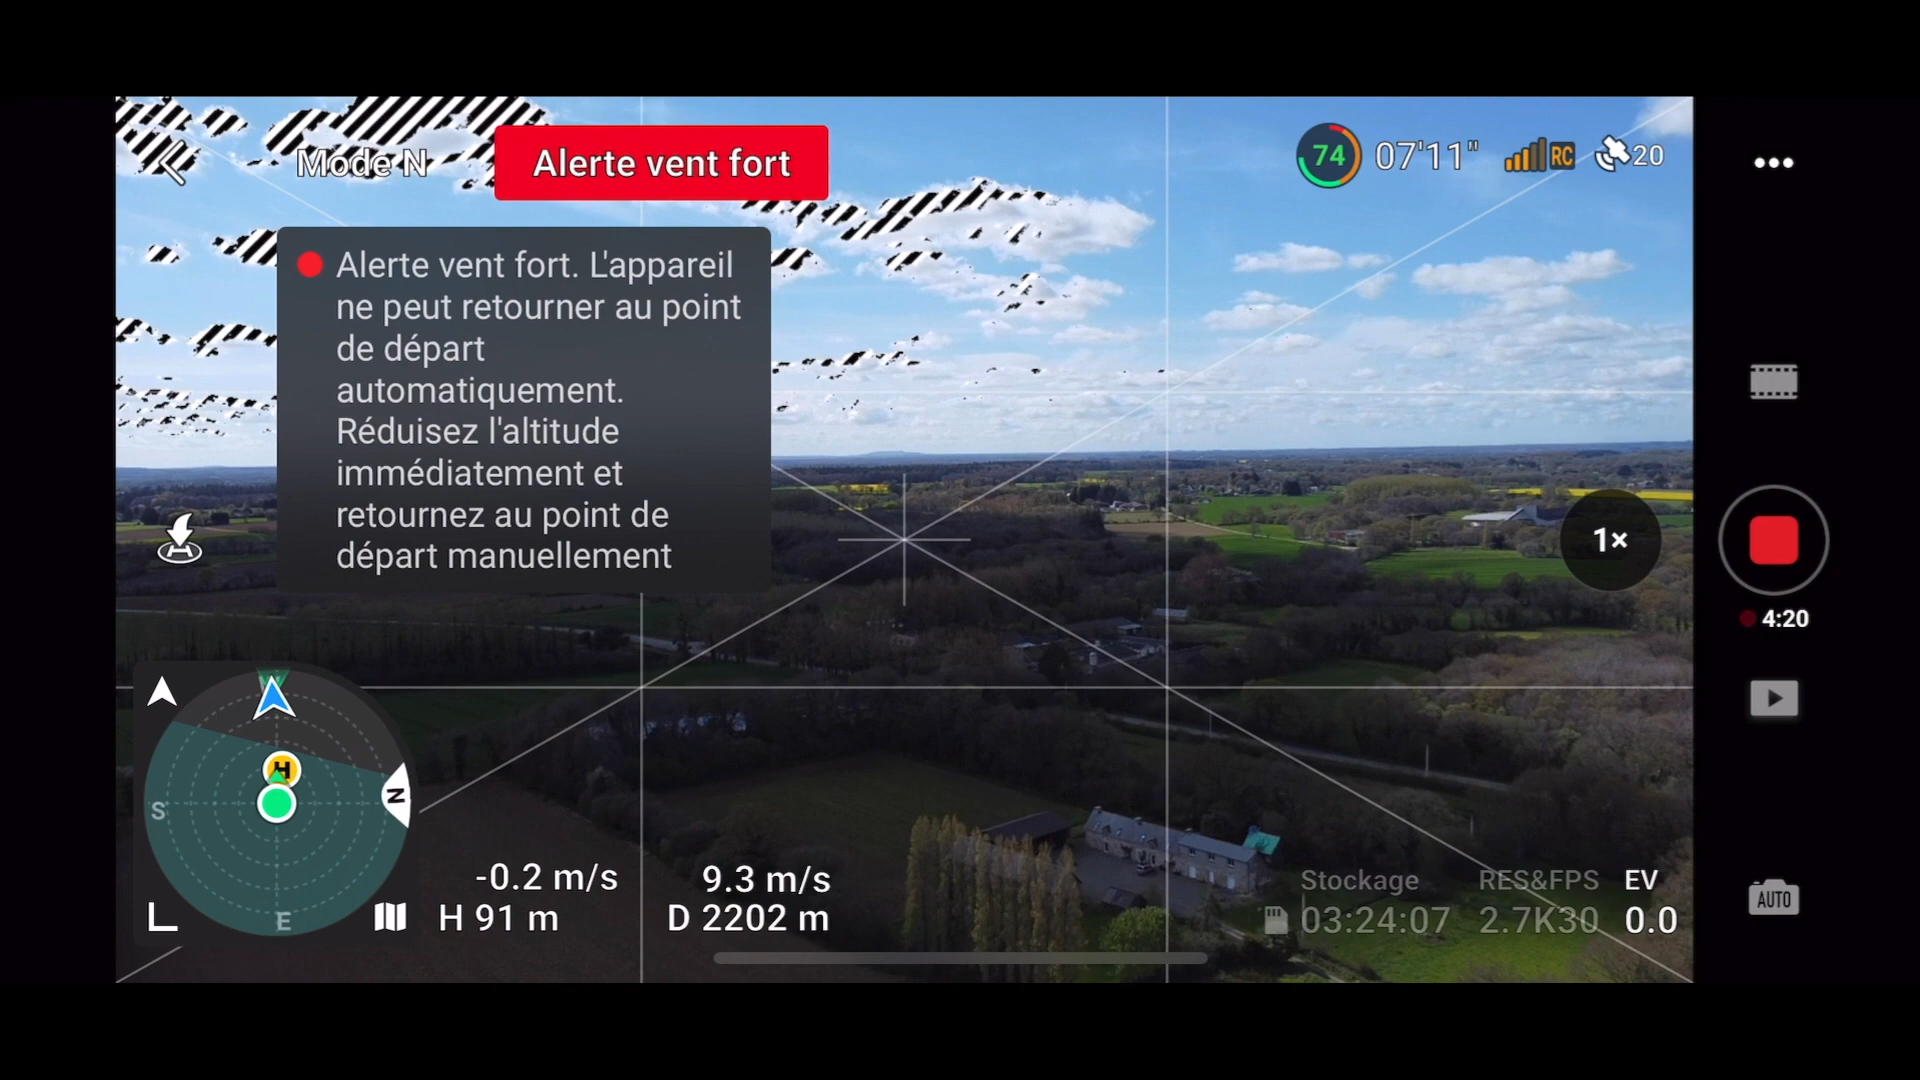 Mode N
Alerte vent fort
74
07'11"
RC
20
Alerte vent fort. L'appareil
ne peut retourner au point
de départ
automatiquement.
Réduisez l'altitude
immédiatement et
retournez au point de
départ manuellement
1×
4:20
N
S
E
H
-0.2 m/s
9.3 m/s
H 91 m
D 2202 m
Stockage
RES&FPS
EV
03:24:07
2.7K30
0.0
AUTO